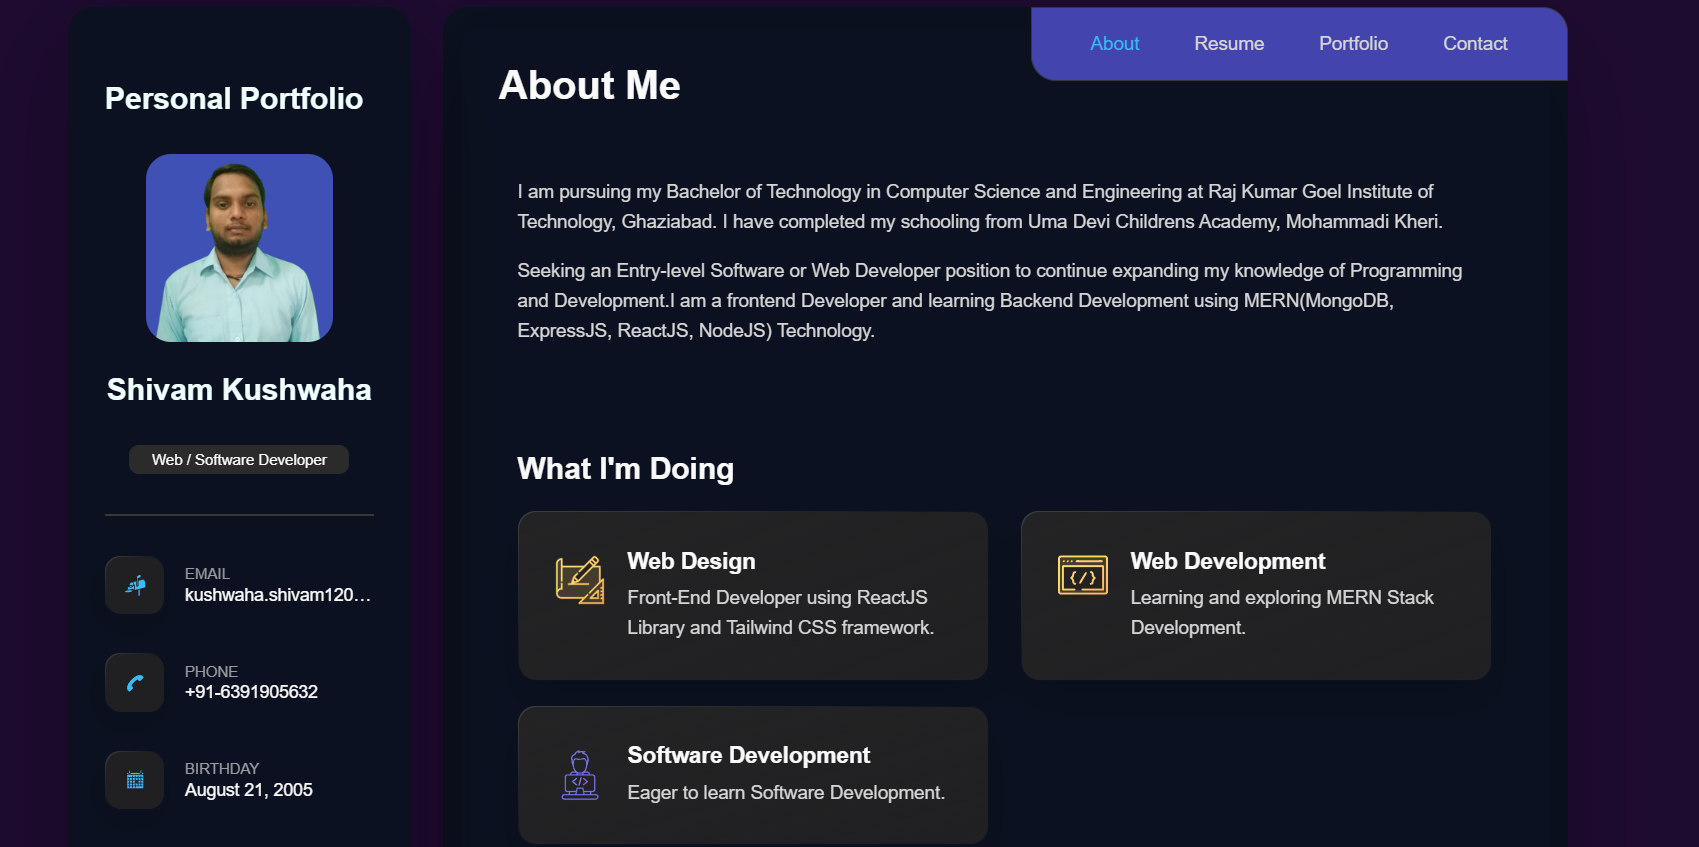 Personal Portfolio
Shivam Kushwaha
Web / Software Developer
EMAIL
kushwaha.shivam120...
PHONE
+91-6391905632
BIRTHDAY
August 21, 2005
About Resume Portfolio Contact
About Me
I am pursuing my Bachelor of Technology in Computer Science and Engineering at Raj Kumar Goel Institute of
Technology, Ghaziabad. I have completed my schooling from Uma Devi Childrens Academy, Mohammadi Kheri.
Seeking an Entry-level Software or Web Developer position to continue expanding my knowledge of Programming
and Development.I am a frontend Developer and learning Backend Development using MERN(MongoDB,
ExpressJS, ReactJS, NodeJS) Technology.
What I'm Doing
Web Design
Front-End Developer using ReactJS
Library and Tailwind CSS framework.
Web Development
Learning and exploring MERN Stack
Development.
Software Development
Eager to learn Software Development.